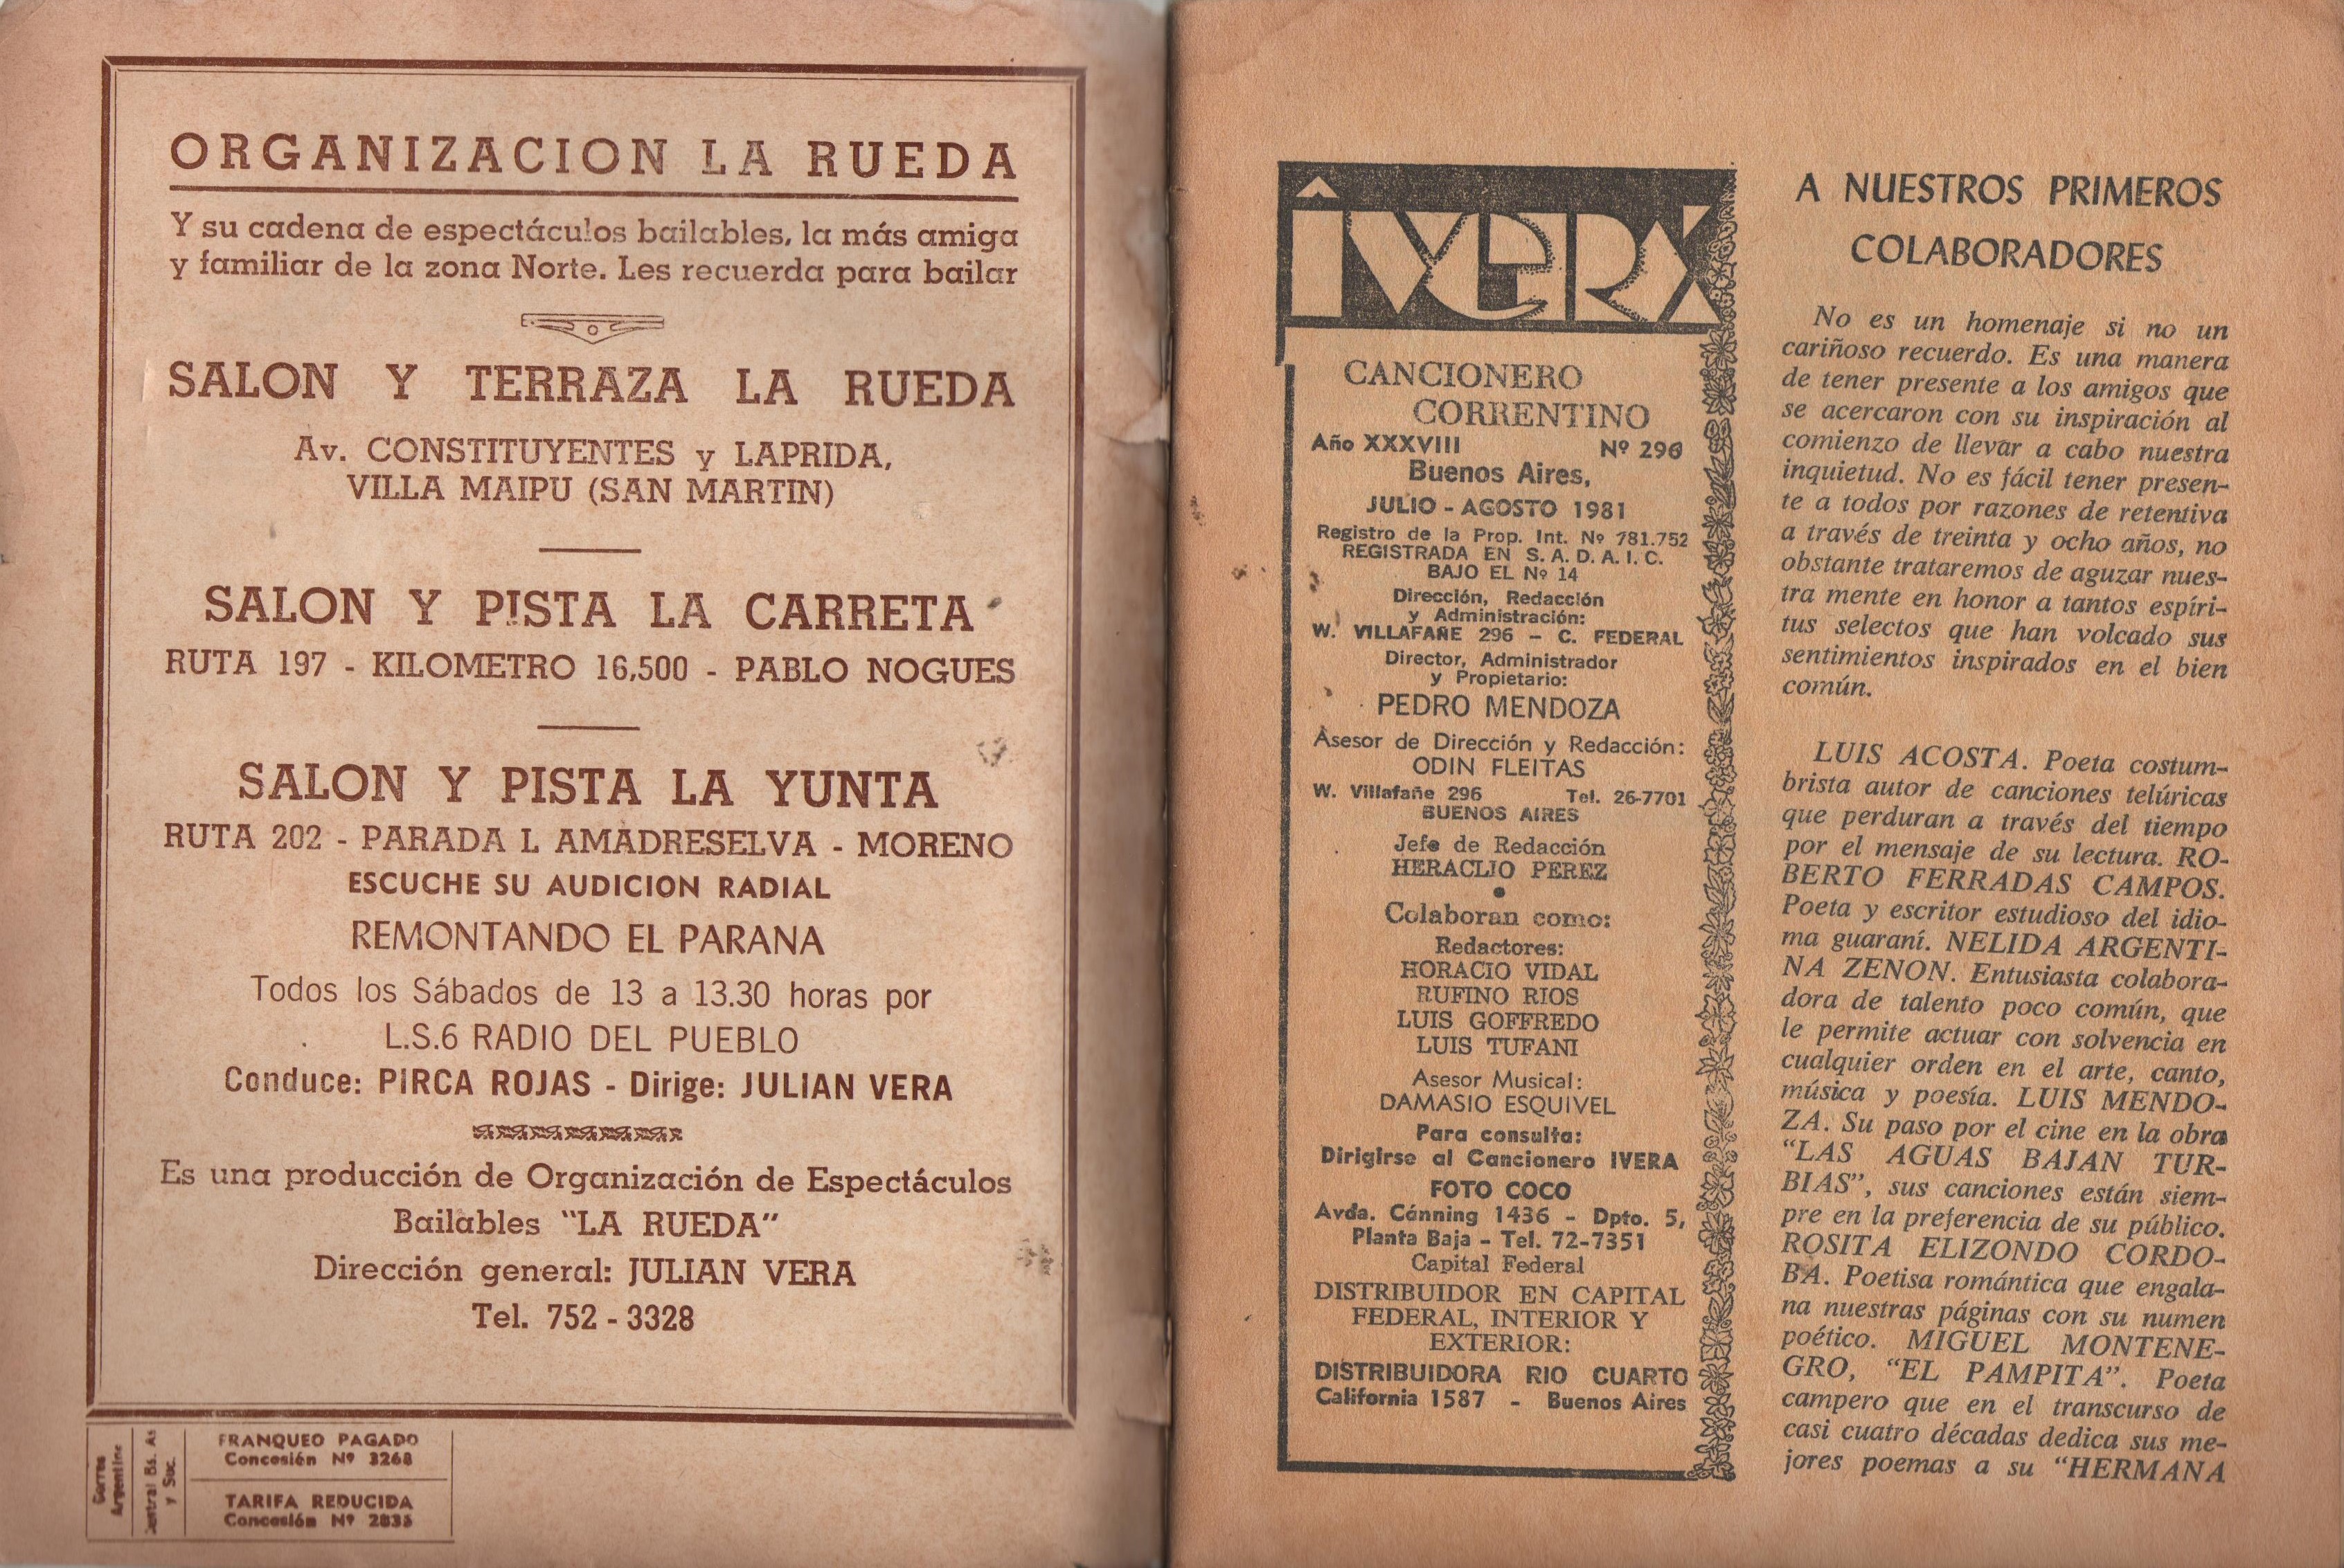 ORGANIZACION LA RUEDA
Y su cadena de espectáculos bailables, la más amiga
y familiar de la zona Norte. Les recuerda para bailar
SALON Y TERRAZA LA RUEDA
Av. CONSTITUYENTES y LAPRIDA,
VILLA MAIPU (SAN MARTIN)
SALON Y PISTA LA CARRETA
RUTA 197 - KILOMETRO 16,500 - PABLO NOGUES
SALON Y PISTA LA YUNTA
RUTA 202 - PARADA L AMADRESELVA - MORENO
ESCUCHE SU AUDICION RADIAL
REMONTANDO EL PARANA
Todos los Sábados de 13 a 13.30 horas por
L.S.6 RADIO DEL PUEBLO
Conduce: PIRCA ROJAS - Dirige: JULIAN VERA
Es una producción de Organización de Espectáculos
Bailables "LA RUEDA"
Dirección general: JULIAN VERA
Tel. 752 - 3328
Correo
Argentino
Central Bs. As
y Suc.
FRANQUEO PAGADO
Concesión Nº 3268
TARIFA REDUCIDA
Concesión Nº 2835
IVERA
CANCIONERO
CORRENTINO
Año XXXVIII Nº 296
Buenos Aires,
JULIO - AGOSTO 1981
Registro de la Prop. Int. Nº 781.752
REGISTRADA EN S. A. D. A. I. C.
BAJO EL Nº 14
Dirección, Redacción
y Administración:
W. VILLAFAÑE 296 – C. FEDERAL
Director, Administrador
y Propietario:
PEDRO MENDOZA
Asesor de Dirección y Redacción:
ODIN FLEITAS
W. Villafañe 296 Tel. 26-7701
BUENOS AIRES
Jefe de Redacción
HERACLIO PEREZ
Colaboran como:
Redactores:
HORACIO VIDAL
RUFINO RIOS
LUIS GOFFREDO
LUIS TUFANI
Asesor Musical:
DAMASIO ESQUIVEL
Para consulta:
Dirigirse al Cancionero IVERA
FOTO COCO
Avda. Cánning 1436 - Dpto. 5,
Planta Baja - Tel. 72-7351
Capital Federal
DISTRIBUIDOR EN CAPITAL
FEDERAL, INTERIOR Y
EXTERIOR:
DISTRIBUIDORA RIO CUARTO
California 1587 - Buenos Aires
A NUESTROS PRIMEROS
COLABORADORES
No es un homenaje si no un
cariñoso recuerdo. Es una manera
de tener presente a los amigos que
se acercaron con su inspiración al
comienzo de llevar a cabo nuestra
inquietud. No es fácil tener presen-
te a todos por razones de retentiva
a través de treinta y ocho años, no
obstante trataremos de aguzar nues-
tra mente en honor a tantos espíri-
tus selectos que han volcado sus
sentimientos inspirados en el bien
común.
LUIS ACOSTA. Poeta costum-
brista autor de canciones telúricas
que perduran a través del tiempo
por el mensaje de su lectura. RO-
BERTO FERRADAS CAMPOS.
Poeta y escritor estudioso del idio-
ma guaraní. NELIDA ARGENTI-
NA ZENON. Entusiasta colabora-
dora de talento poco común, que
le permite actuar con solvencia en
cualquier orden en el arte, canto,
música y poesía. LUIS MENDO-
ZA. Su paso por el cine en la obra
"LAS AGUAS BAJAN TUR-
BIAS", sus canciones están siem-
pre en la preferencia de su público.
ROSITA ELIZONDO CORDO-
BA. Poetisa romántica que engala-
na nuestras páginas con su numen
poético. MIGUEL MONTENE-
GRO, "EL PAMPITA". Poeta
campero que en el transcurso de
casi cuatro décadas dedica sus me-
jores poemas a su "HERMANA